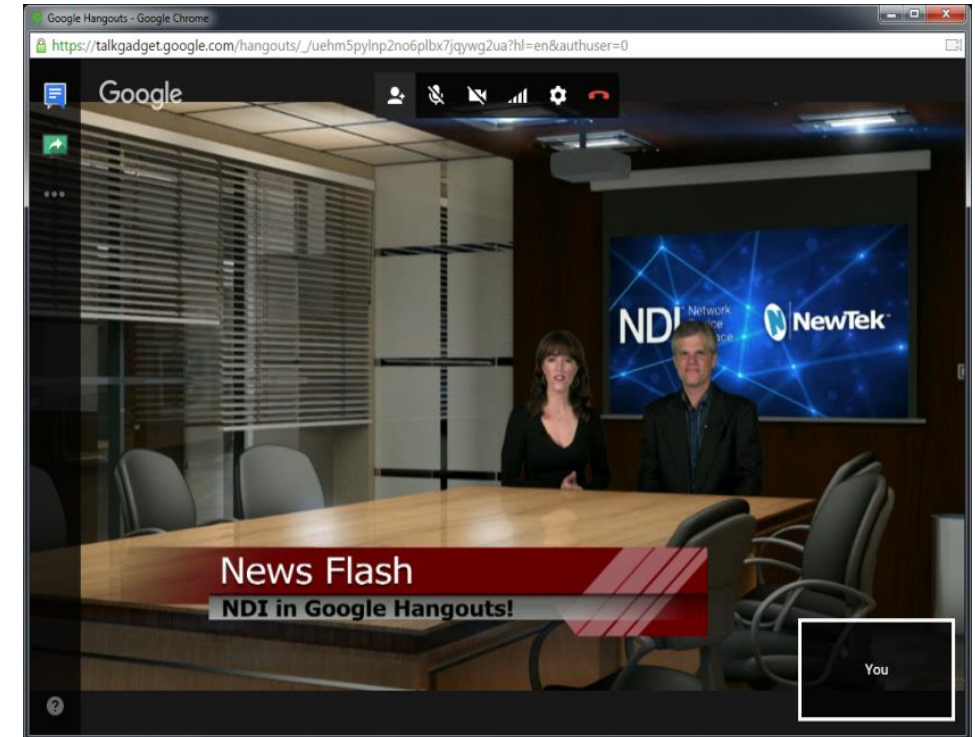 Google Hangouts - Google Chrome
https://talkgadget.google.com/hangouts/_/uehm5pylnp2no6plbx7jqywg2ua?hl=en&authuser=0
Google
NDI
Network
NewTek
News Flash
NDI in Google Hangouts!
You